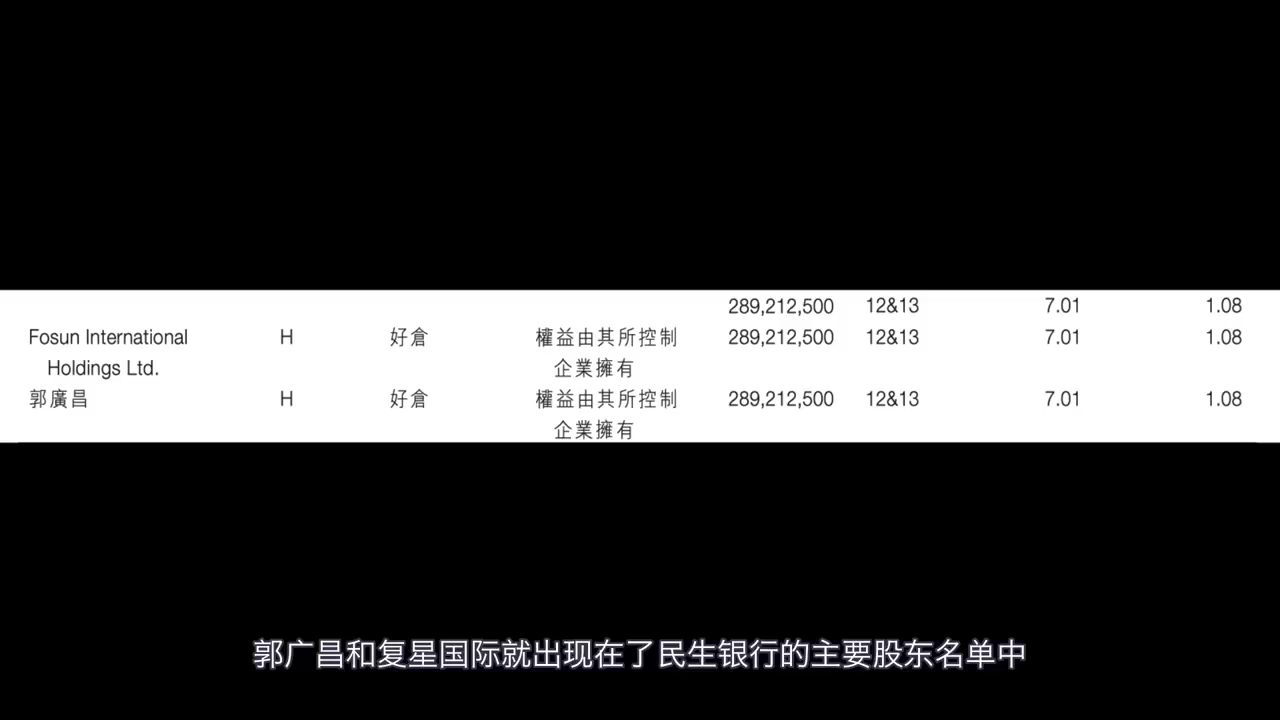 289,212,500 12&13 7.01 1.08
Fosun International H 好倉 權益由其所控制 289,212,500 12&13 7.01 1.08
Holdings Ltd. 企業擁有
郭廣昌 H 好倉 權益由其所控制 289,212,500 12&13 7.01 1.08
企業擁有
郭广昌和复星国际就出现在了民生银行的主要股东名单中